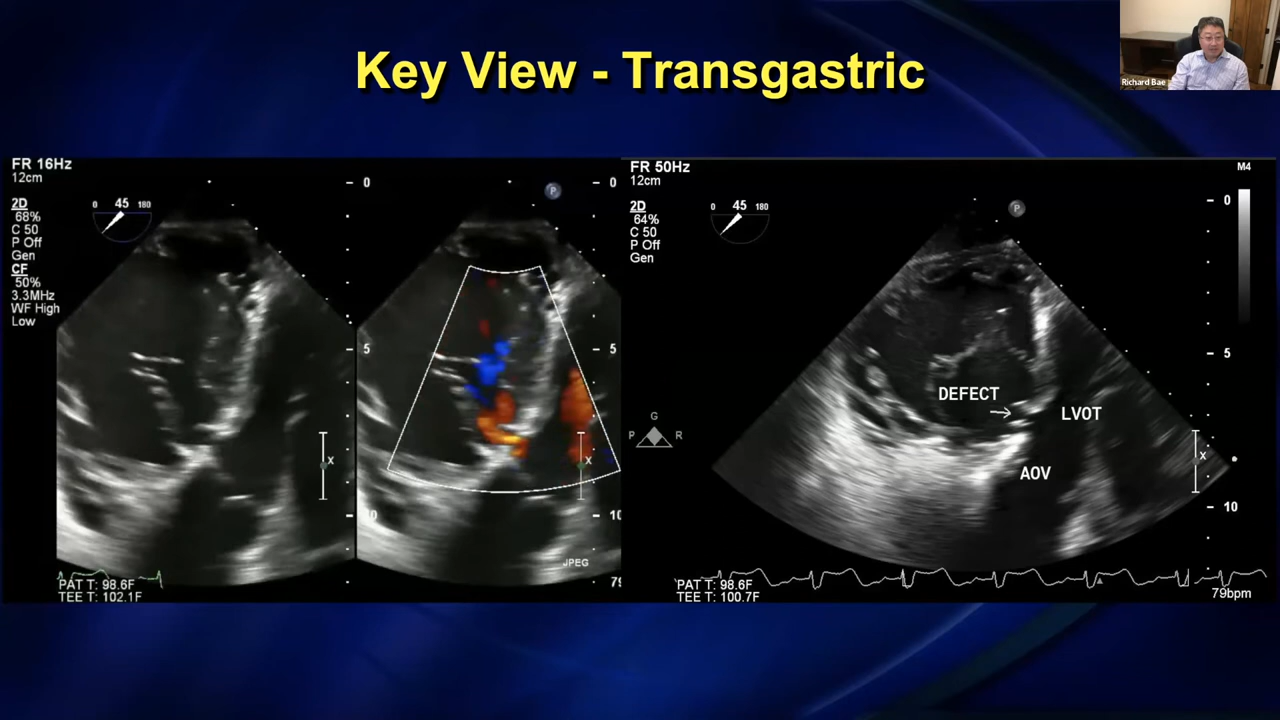 Key View - Transgastric
Richard Bae
FR 16Hz
12cm
2D
68%
C 50
P Off
Gen
CF
50%
3.3MHz
WF High
Low
0 45 180
0
5
10
P
0
5
10
X
X
JPEG
79
PAT T: 98.6F
TEE T: 102.1F
FR 50Hz
12cm
2D
64%
C 50
P Off
Gen
0 45 180
P
M4
0
5
10
G
P R
X
DEFECT
LVOT
AOV
PAT T: 98.6F
TEE T: 100.7F
79bpm